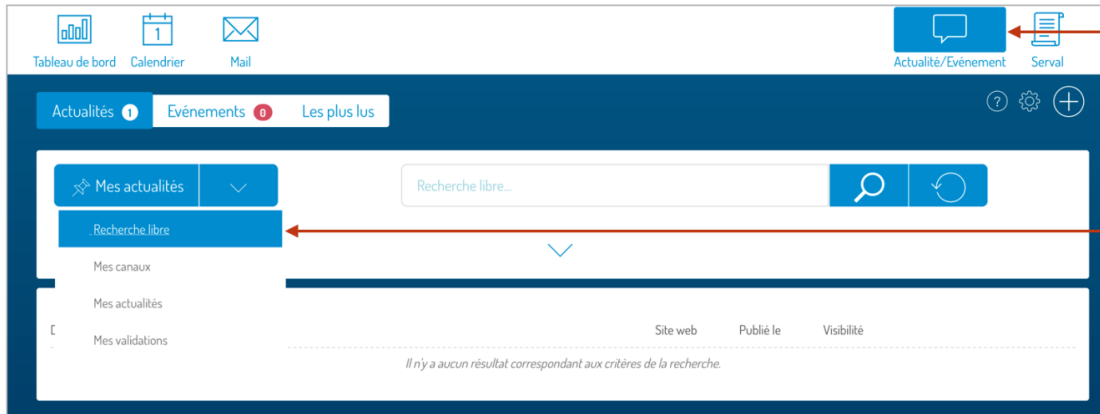 1
Tableau de bord Calendrier Mail Actualité/Evénement Serval
Actualités 1 Evénements 0 Les plus lus ?
Mes actualités Recherche libre...
Recherche libre
Mes canaux
Mes actualités
Mes validations
Site web Publié le Visibilité
Il n'y a aucun résultat correspondant aux critères de la recherche.